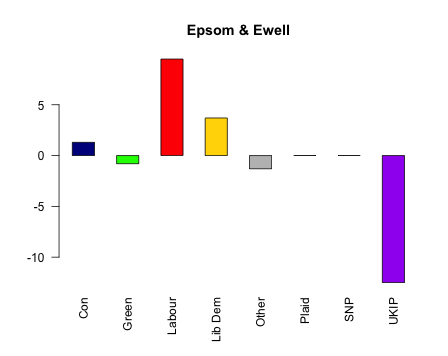 Epsom & Ewell
5
0
-5
-10
Con
Green
Labour
Lib Dem
Other
Plaid
SNP
UKIP